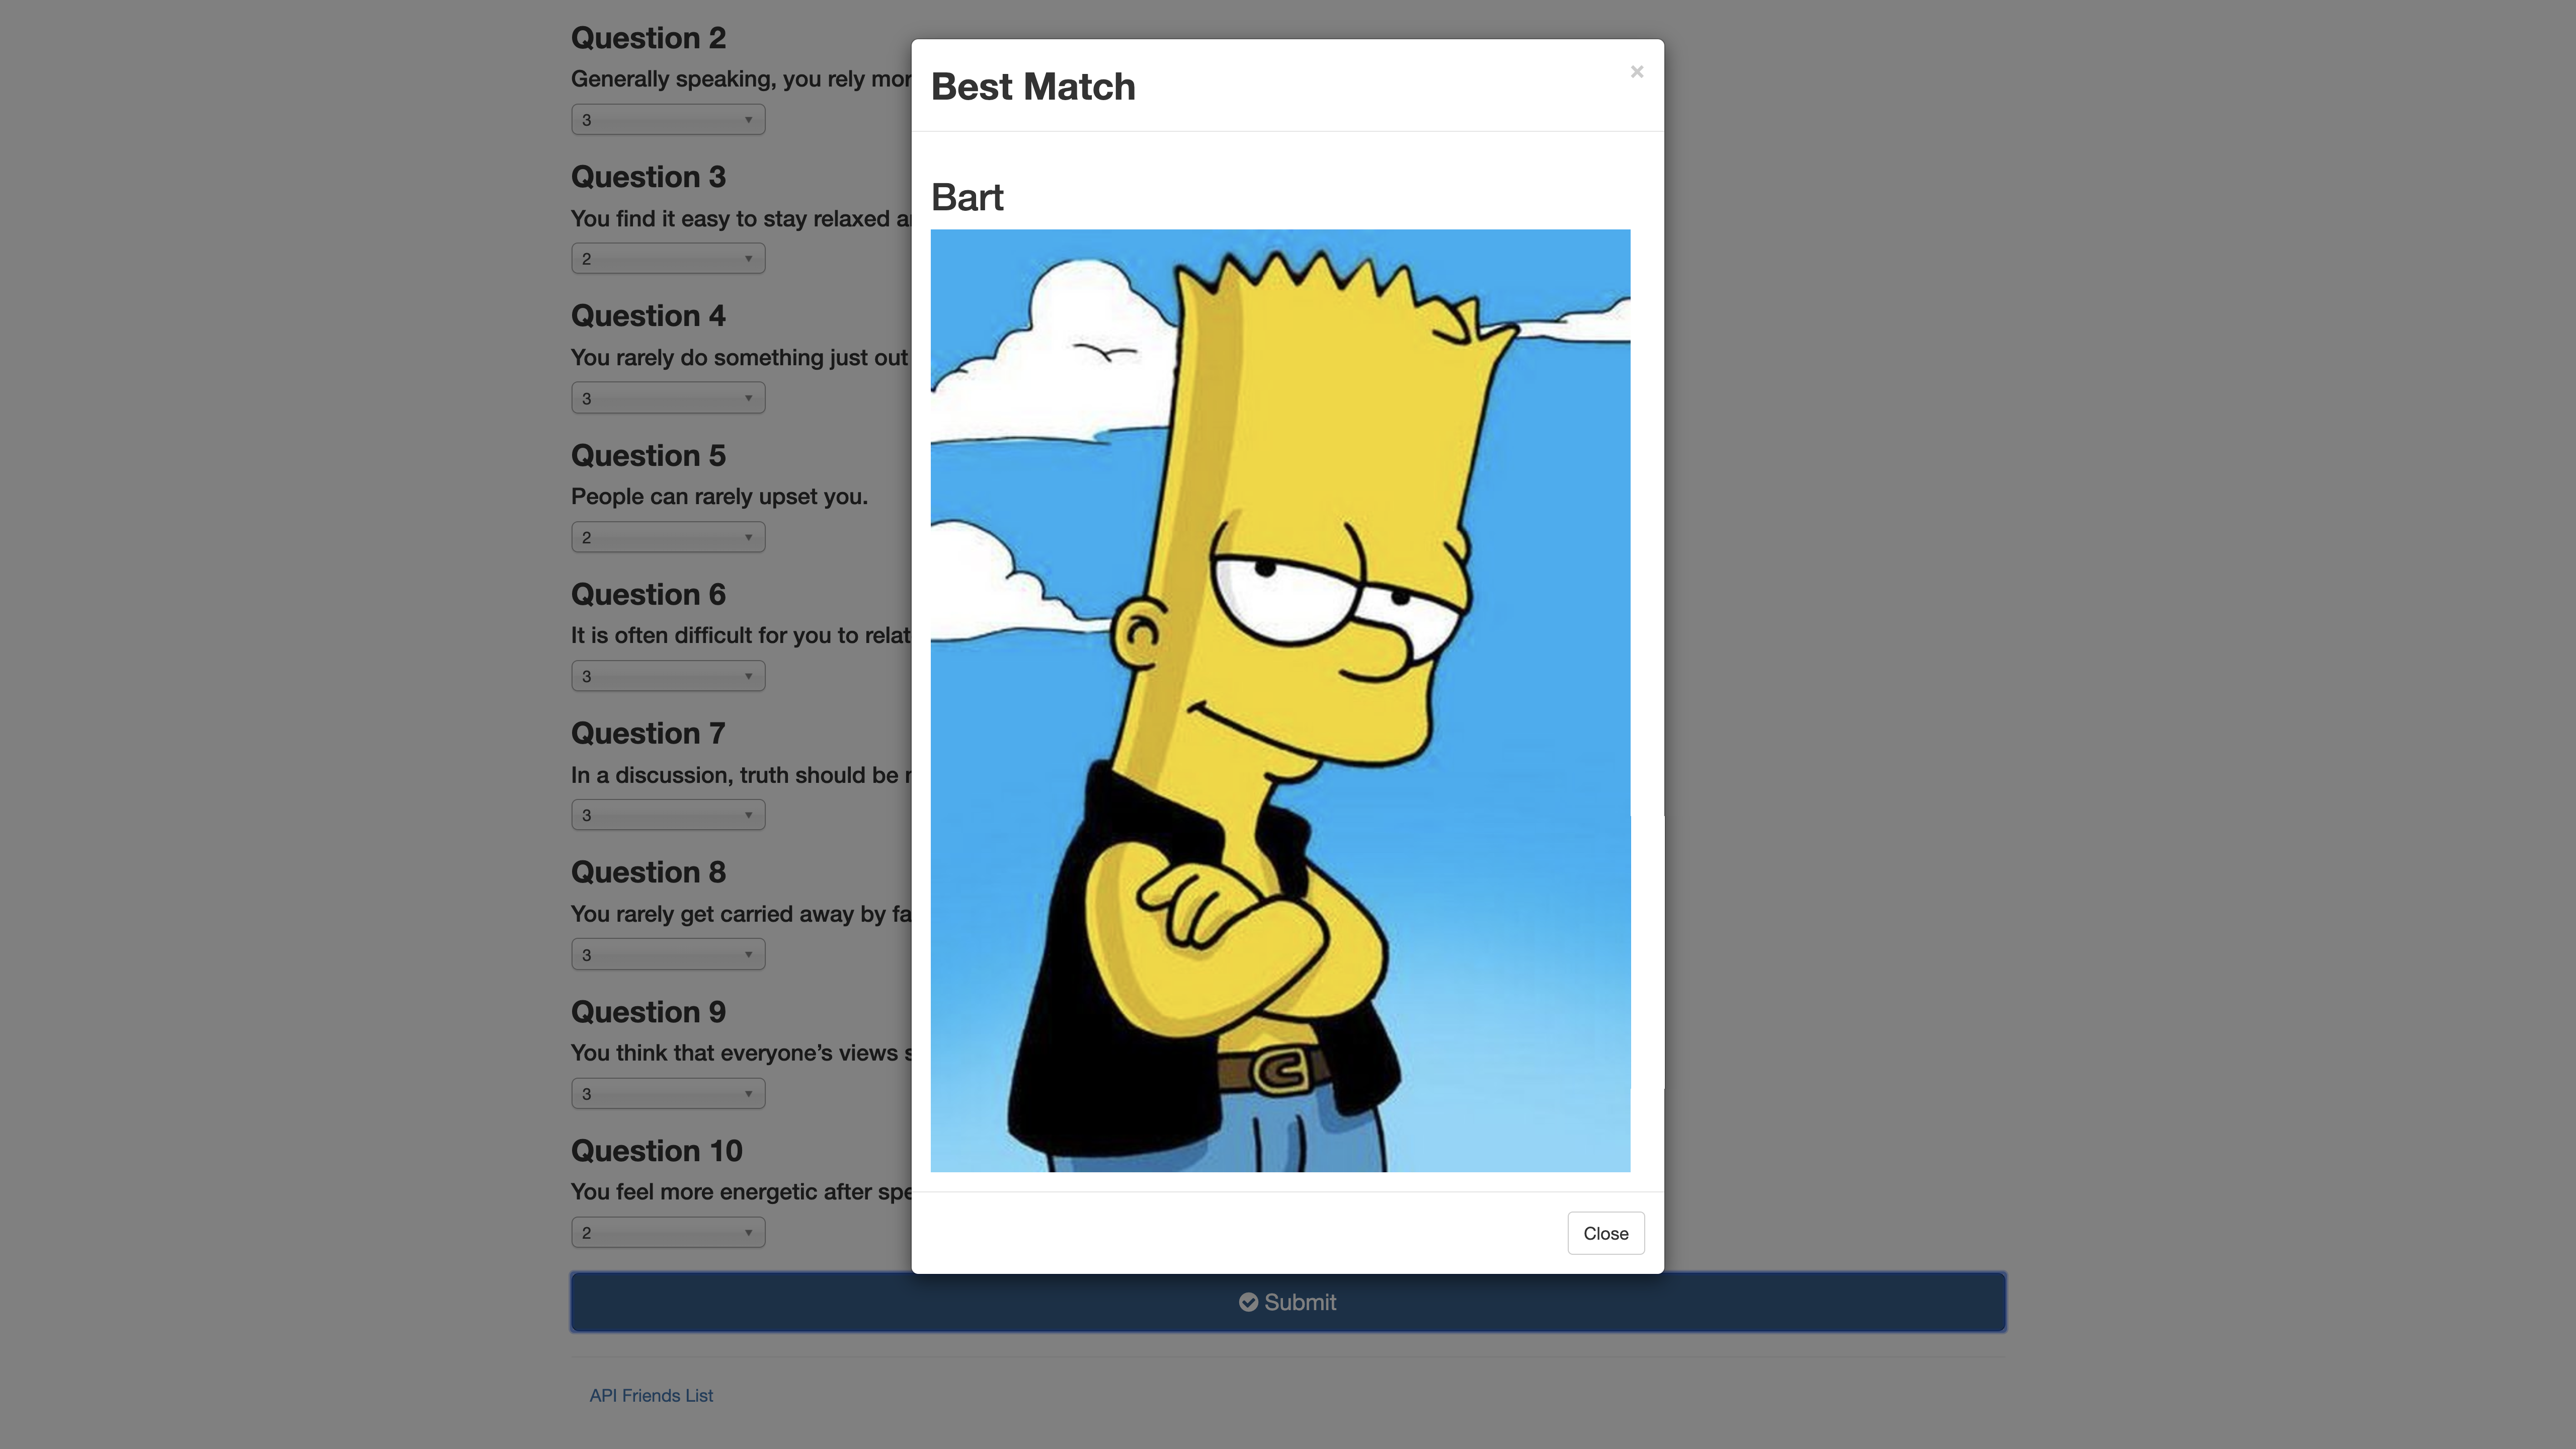 Question 2
Generally speaking, you rely mor
3
Question 3
You find it easy to stay relaxed a
2
Question 4
You rarely do something just out
3
Question 5
People can rarely upset you.
2
Question 6
It is often difficult for you to relat
3
Question 7
In a discussion, truth should be
3
Question 8
You rarely get carried away by fa
3
Question 9
You think that everyone’s views s
3
Question 10
You feel more energetic after spe
2
Submit
API Friends List
Best Match
×
Bart
Close